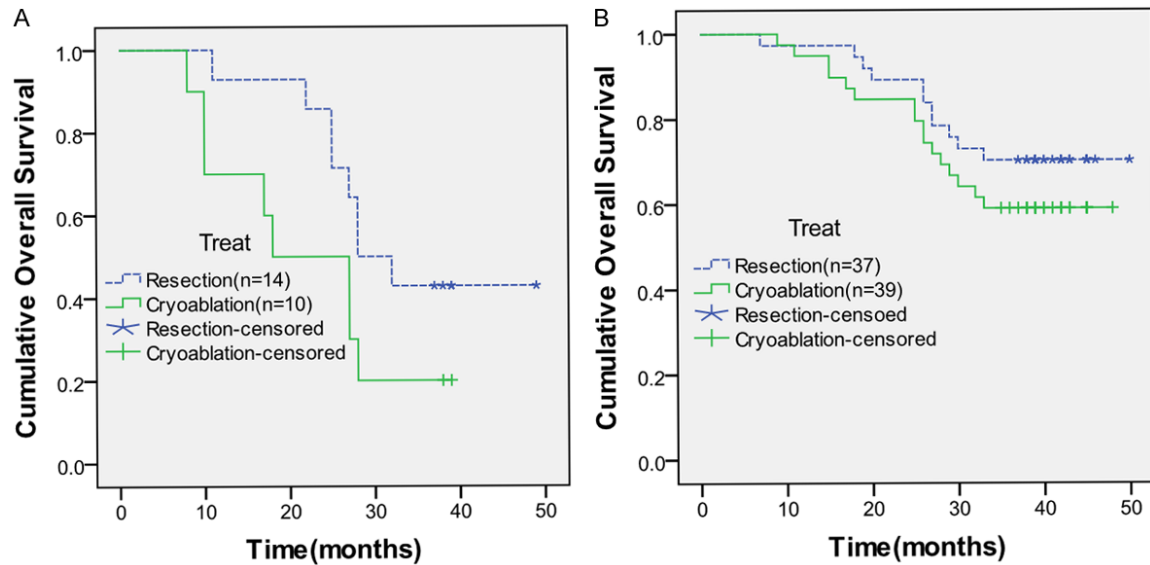 A
Cumulative Overall Survival
1.0
0.8
0.6
0.4
0.2
0.0
Treat
Resection(n=14)
Cryoablation(n=10)
Resection-censored
Cryoablation-censored
0 10 20 30 40 50
Time(months)
B
Cumulative Overall Survival
1.0
0.8
0.6
0.4
0.2
0.0
Treat
Resection(n=37)
Cryoablation(n=39)
Resection-censoed
Cryoablation-censored
0 10 20 30 40 50
Time(months)